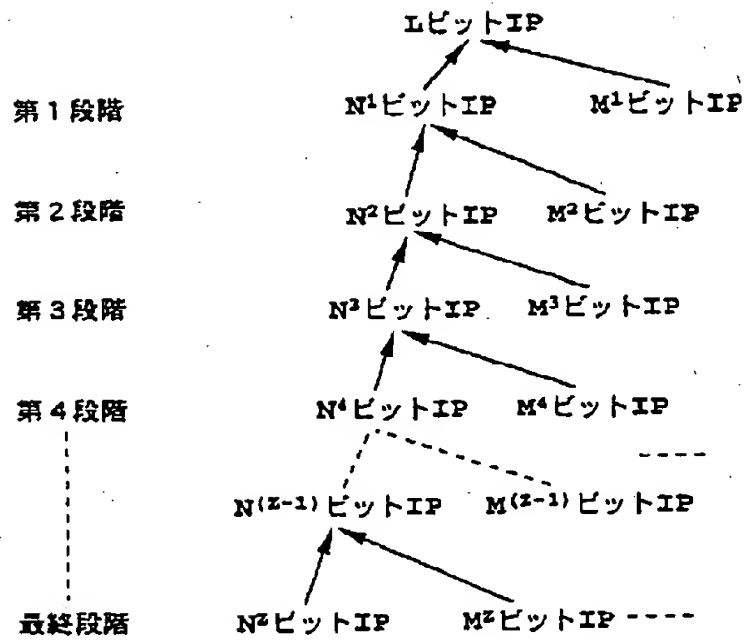 LビットIP
第1段階 N¹ビットIP M¹ビットIP
第2段階 N²ビットIP M²ビットIP
第3段階 N³ビットIP M³ビットIP
第4段階 N⁴ビットIP M⁴ビットIP
N⁽ᶻ⁻¹⁾ビットIP M⁽ᶻ⁻¹⁾ビットIP
最終段階 NᶻビットIP MᶻビットIP